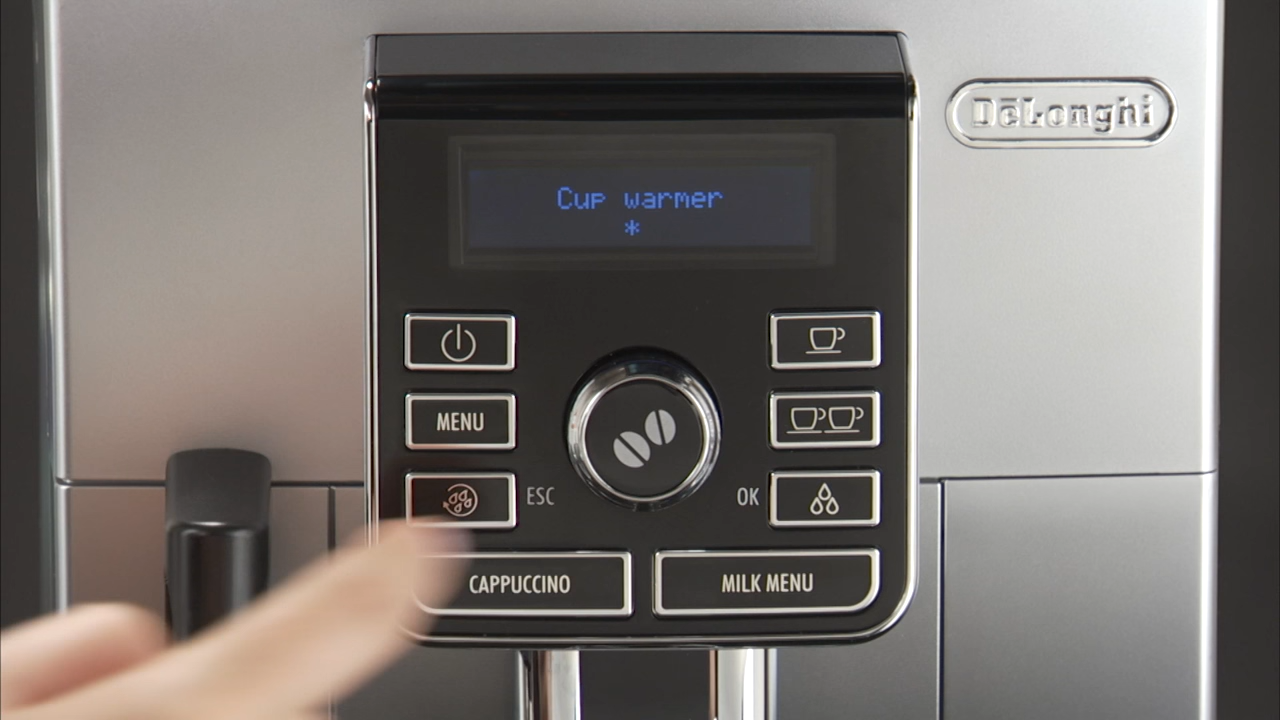 DeLonghi
Cup warmer
*
MENU
ESC
OK
CAPPUCCINO
MILK MENU